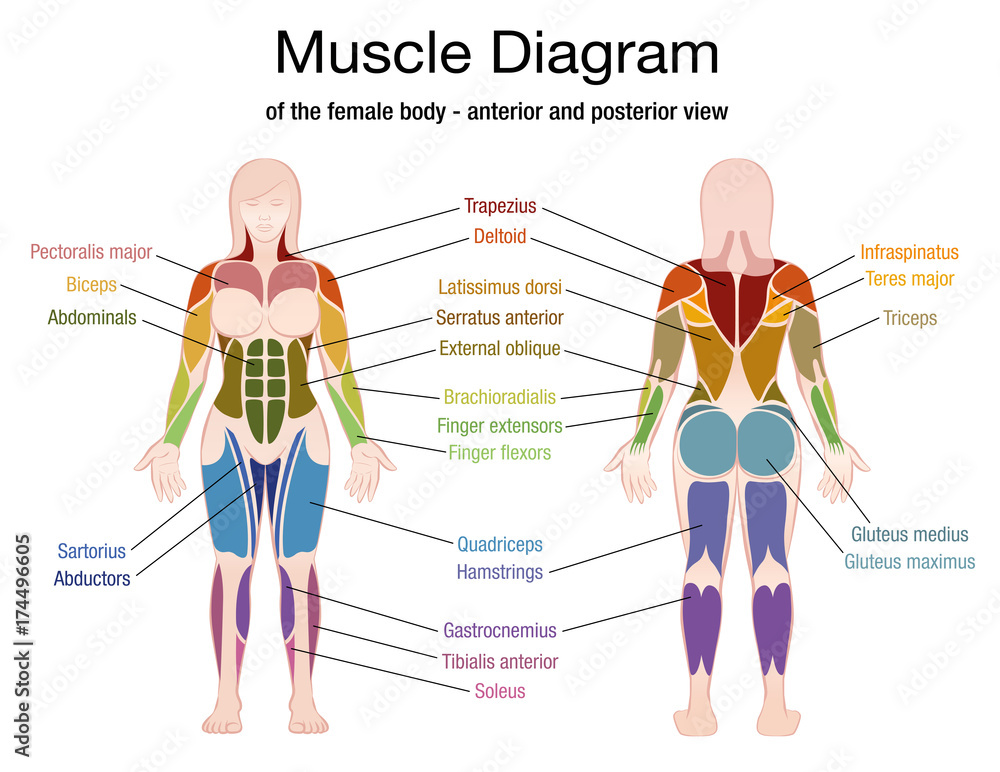 Muscle Diagram
of the female body - anterior and posterior view
Pectoralis major
Biceps
Abdominals
Sartorius
Abductors
Trapezius
Deltoid
Latissimus dorsi
Serratus anterior
External oblique
Brachioradialis
Finger extensors
Finger flexors
Quadriceps
Hamstrings
Gastrocnemius
Tibialis anterior
Soleus
Infraspinatus
Teres major
Triceps
Gluteus medius
Gluteus maximus
Adobe Stock | #174496605